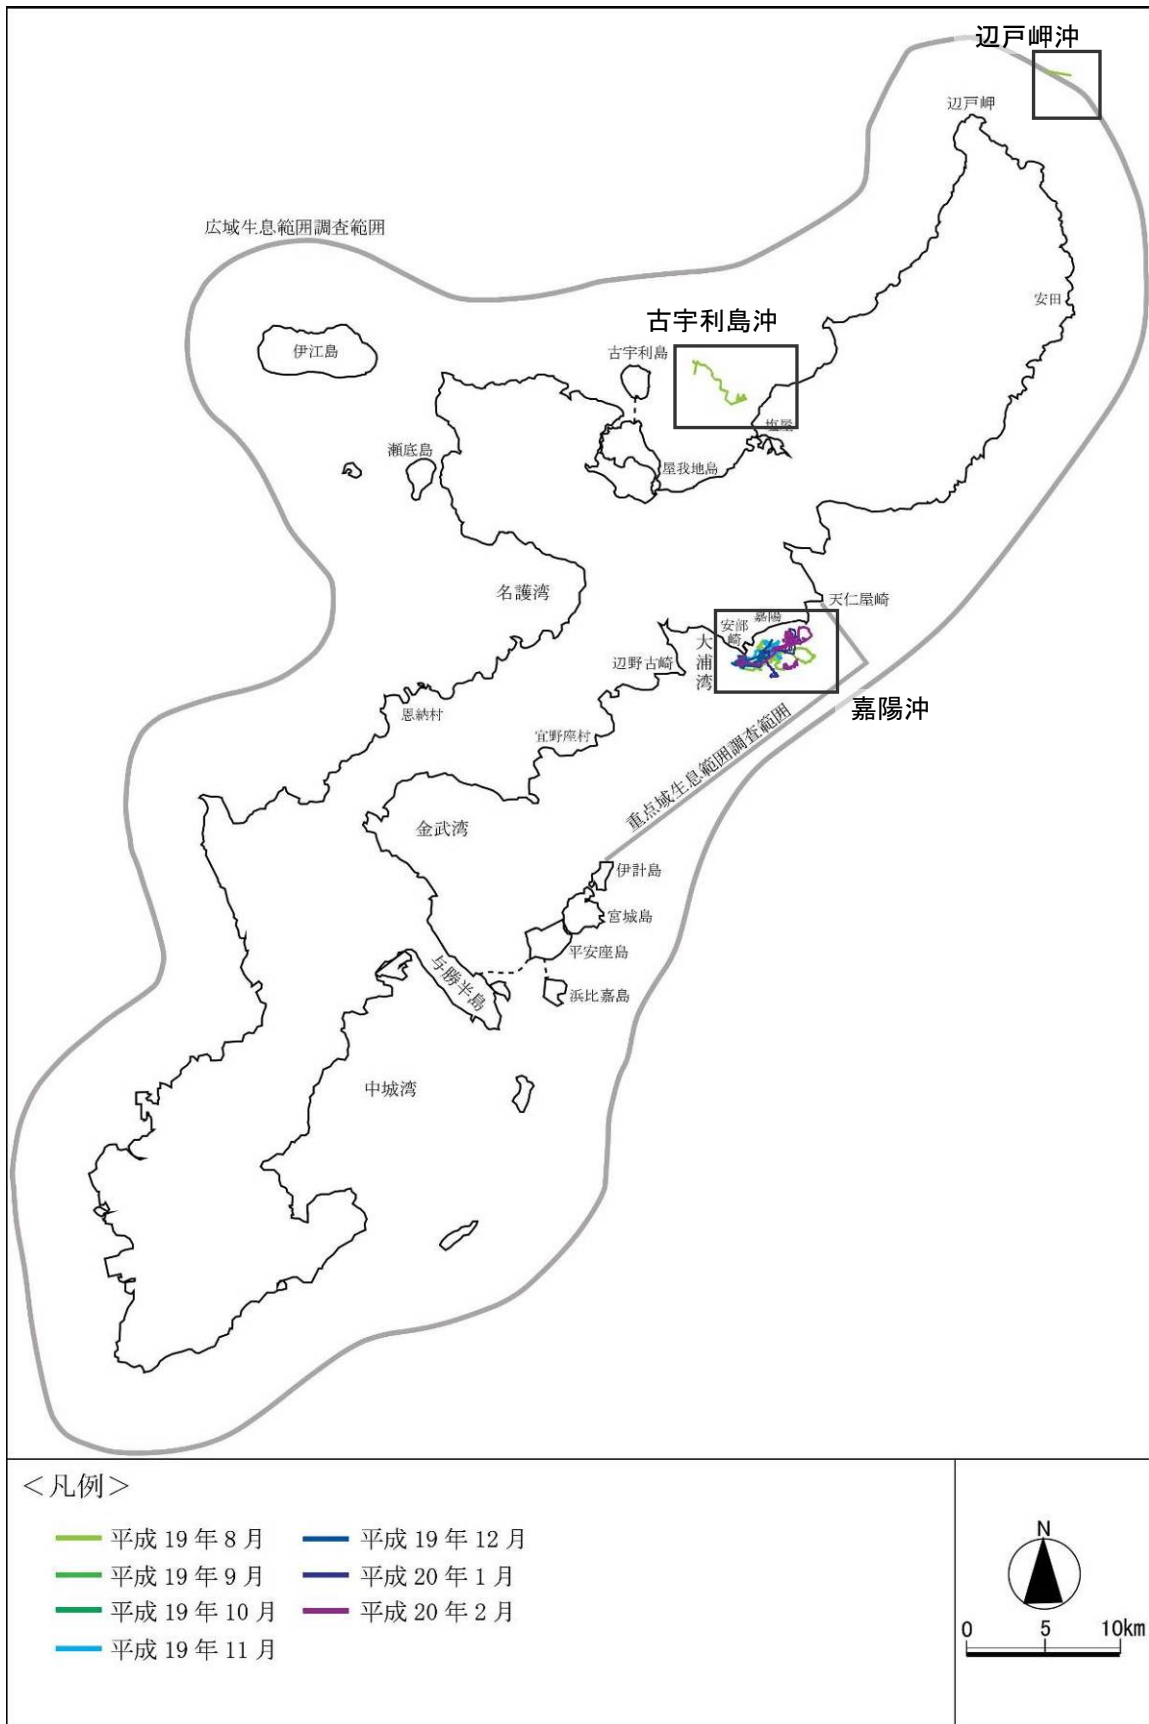 辺戸岬沖
辺戸岬
広域生息範囲調査範囲
安田
古宇利島沖
伊江島
古宇利島
塩屋
瀬底島
屋我地島
名護湾
天仁屋崎
嘉陽
安部崎
大浦湾
辺野古崎
嘉陽沖
恩納村
宜野座村
重点域生息範囲調査範囲
金武湾
伊計島
宮城島
平安座島
与勝半島
浜比嘉島
中城湾
＜凡例＞
平成 19 年 8 月
平成 19 年 12 月
平成 19 年 9 月
平成 20 年 1 月
平成 19 年 10 月
平成 20 年 2 月
平成 19 年 11 月
N
0 5 10km